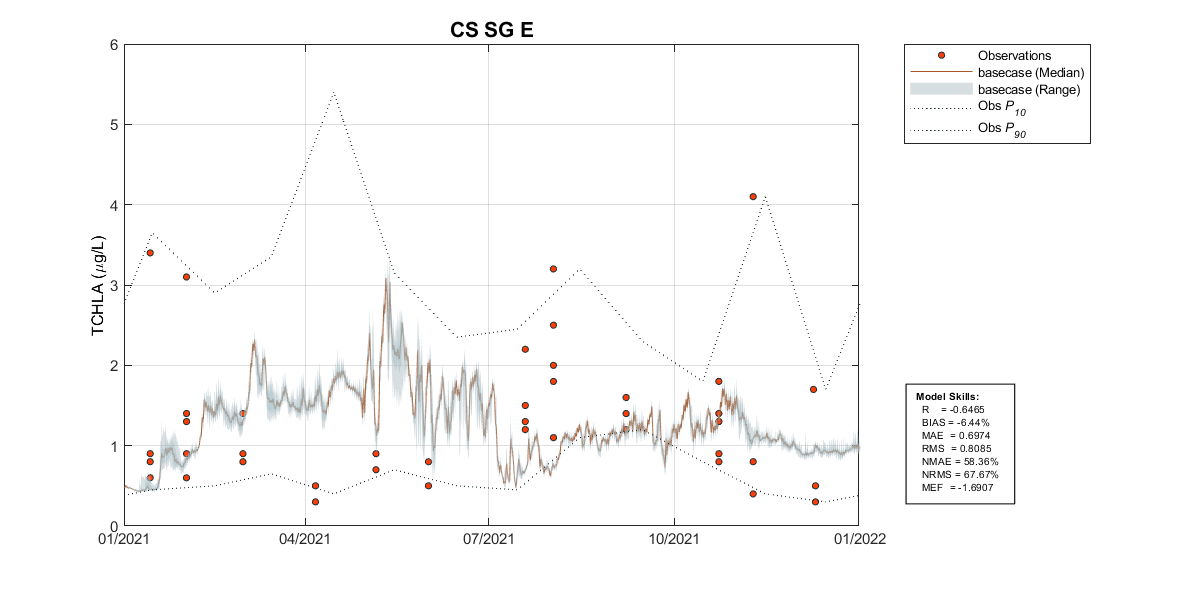 CS SG E
6
5
4
3
2
1
0
TCHLA (μg/L)
01/2021
04/2021
07/2021
10/2021
01/2022
Observations
basecase (Median)
basecase (Range)
Obs P10
Obs P90
Model Skills:
R = -0.6465
BIAS = -6.44%
MAE = 0.6974
RMS = 0.8085
NMAE = 58.36%
NRMS = 67.67%
MEF = -1.6907